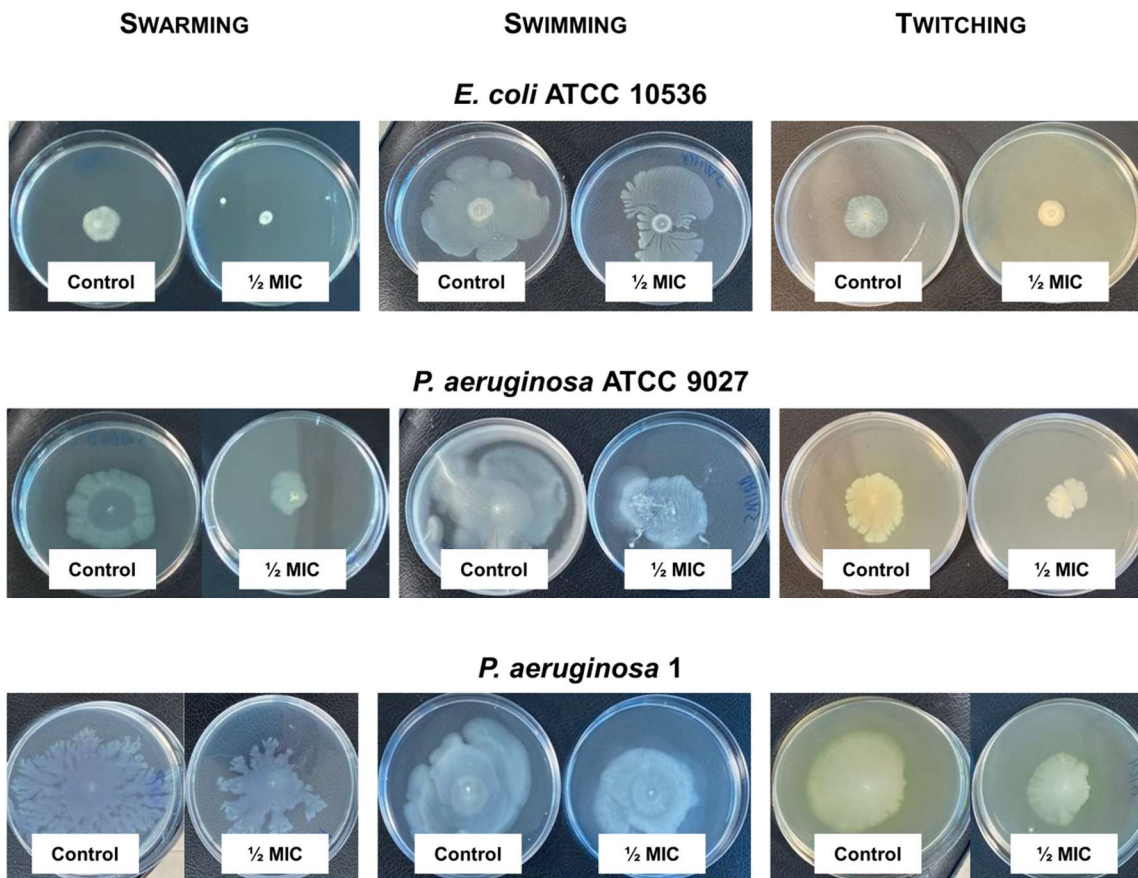 SWARMING SWIMMING TWITCHING
E. coli ATCC 10536
Control ½ MIC Control ½ MIC Control ½ MIC
P. aeruginosa ATCC 9027
Control ½ MIC Control ½ MIC Control ½ MIC
P. aeruginosa 1
Control ½ MIC Control ½ MIC Control ½ MIC